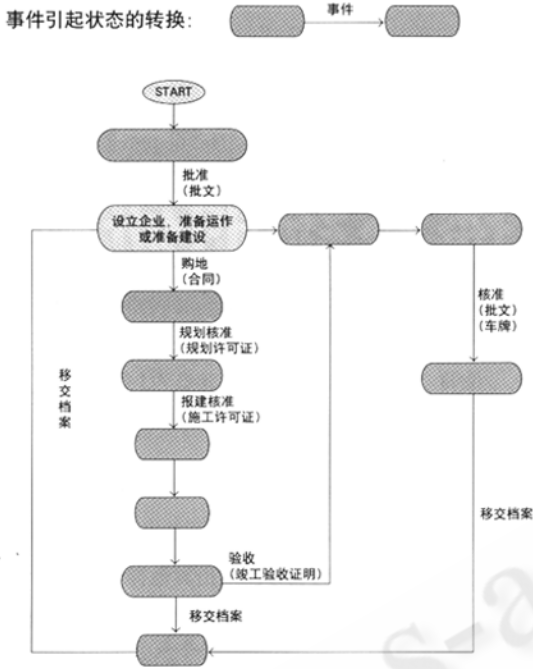 事件引起状态的转换：
事件
START
批准
（批文）
设立企业、准备运作
或准备建设
购地
（合同）
核准
（批文）
（车牌）
规划核准
（规划许可证）
移交档案
报建核准
（施工许可证）
移交档案
验收
（竣工验收证明）
移交档案